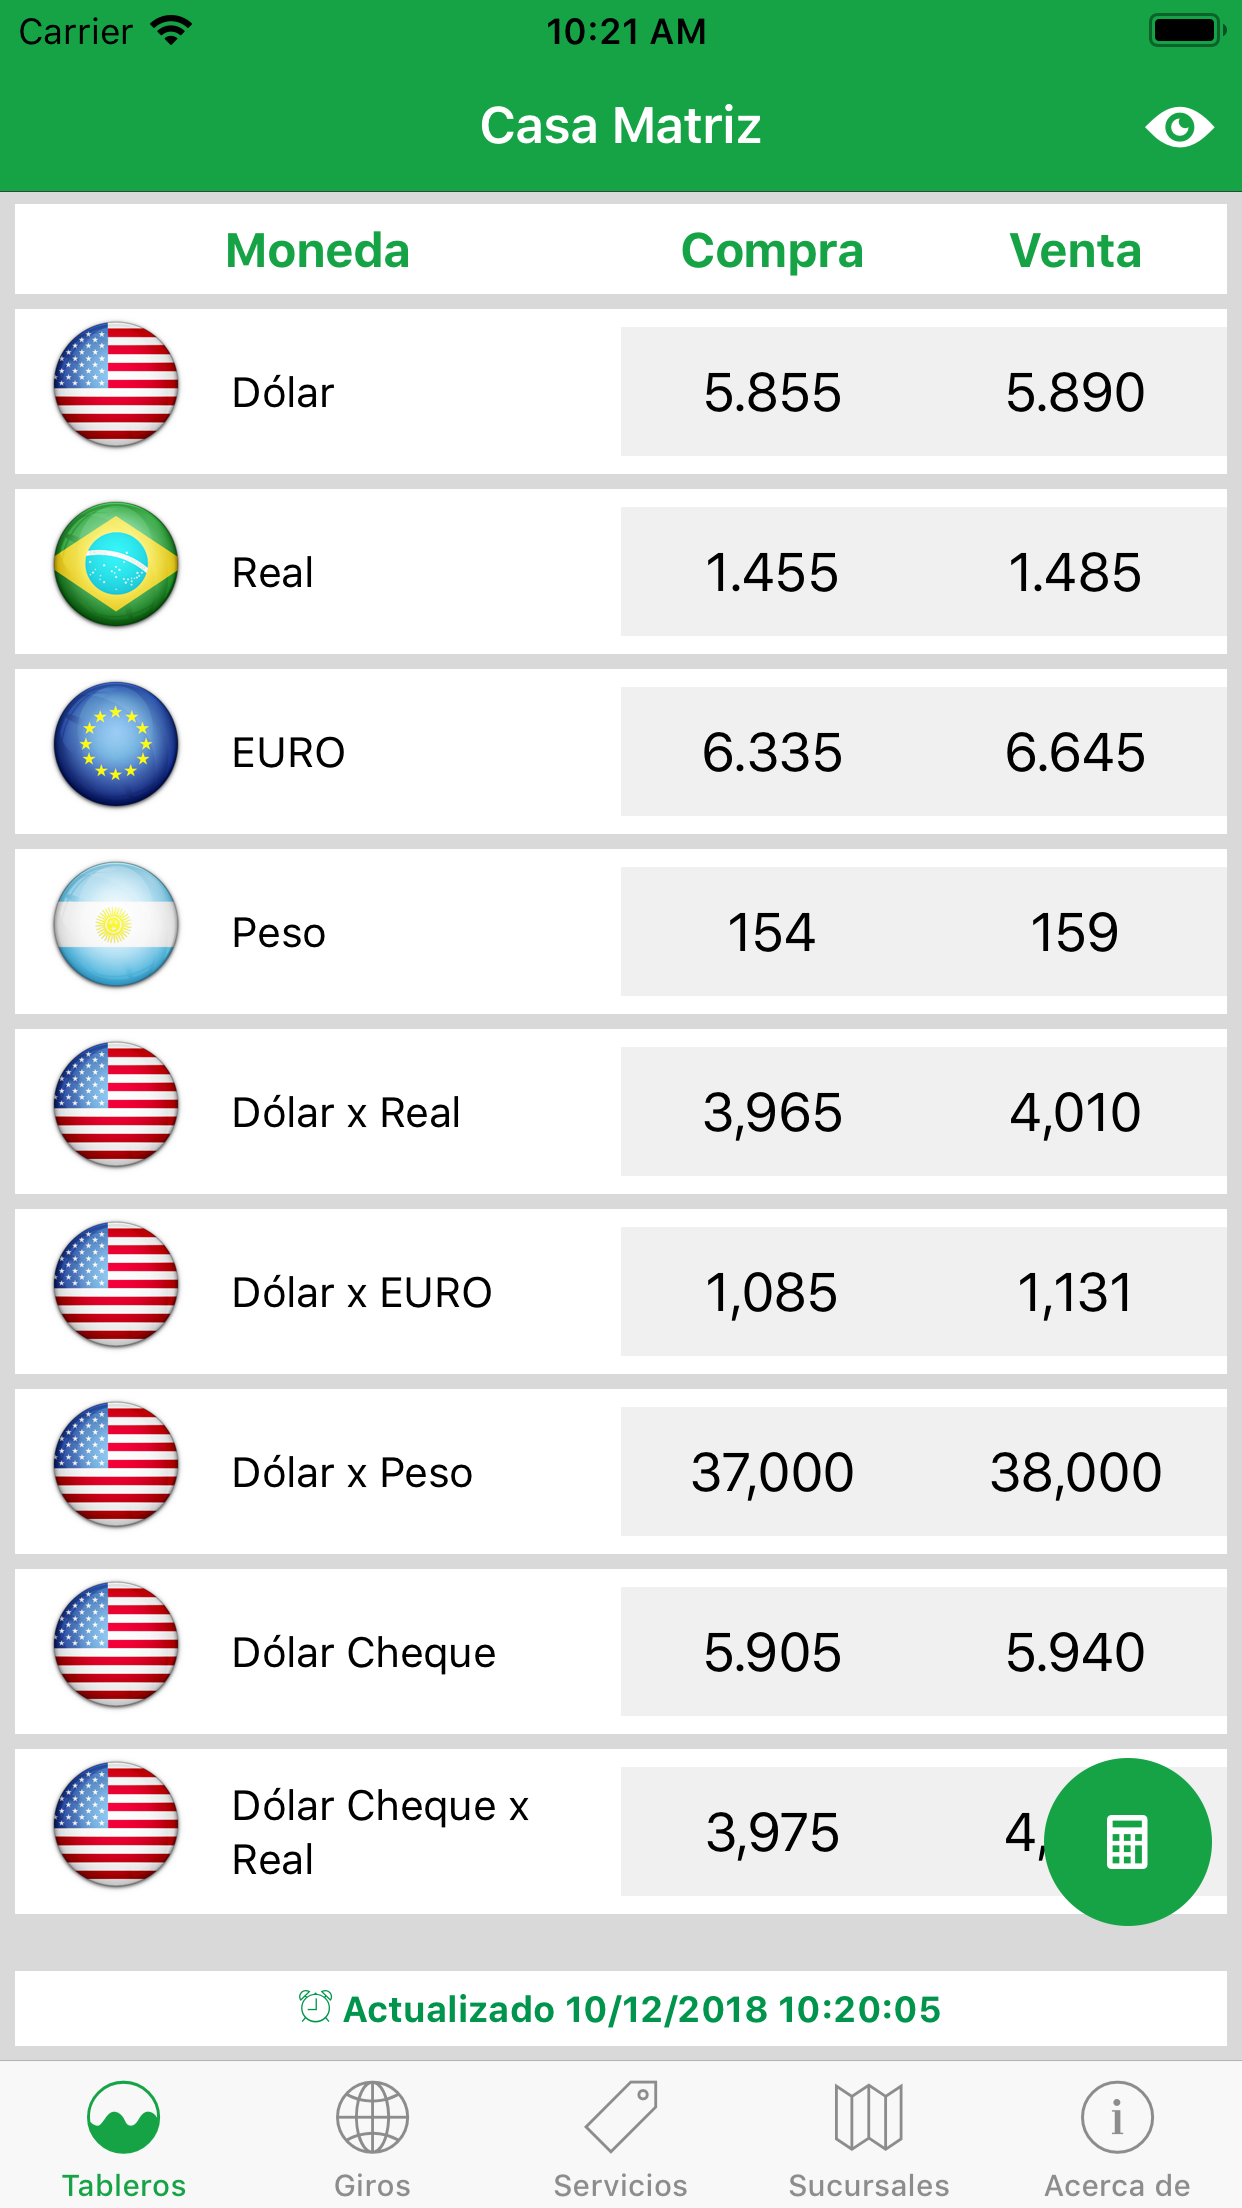 Carrier 10:21 AM
Casa Matriz
Moneda Compra Venta
Dólar 5.855 5.890
Real 1.455 1.485
EURO 6.335 6.645
Peso 154 159
Dólar x Real 3,965 4,010
Dólar x EURO 1,085 1,131
Dólar x Peso 37,000 38,000
Dólar Cheque 5.905 5.940
Dólar Cheque x
Real 3,975
Actualizado 10/12/2018 10:20:05
Tableros Giros Servicios Sucursales Acerca de